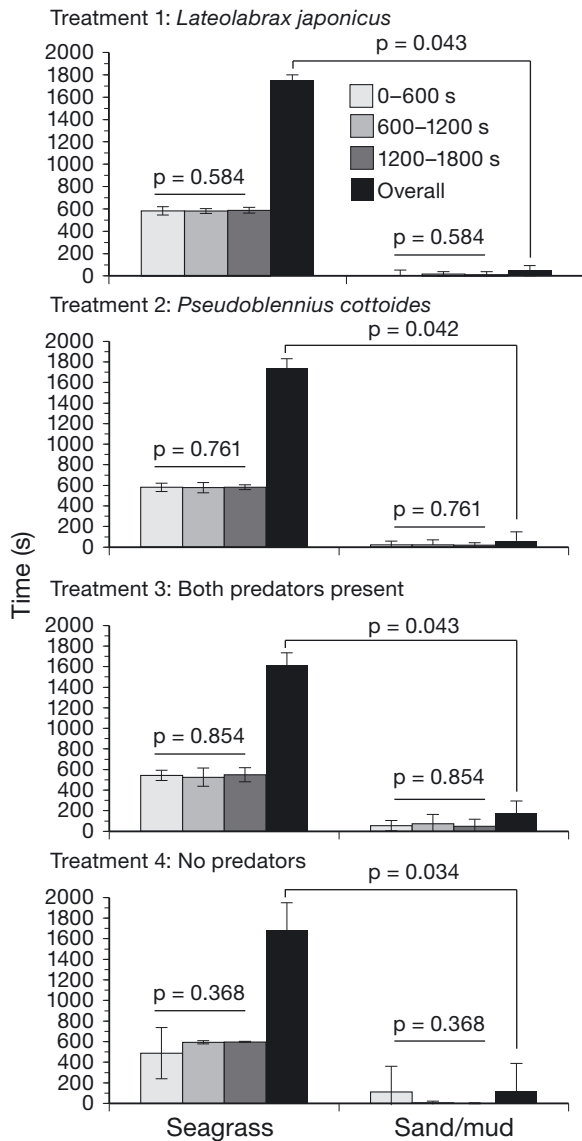 Treatment 1: Lateolabrax japonicus
2000
1800
1600
1400
1200
1000
800
600
400
200
0
p = 0.043
0–600 s
600–1200 s
1200–1800 s
Overall
p = 0.584
p = 0.584
Treatment 2: Pseudoblennius cottoides
2000
1800
1600
1400
1200
1000
800
600
400
200
0
p = 0.042
p = 0.761
p = 0.761
Time (s)
Treatment 3: Both predators present
2000
1800
1600
1400
1200
1000
800
600
400
200
0
p = 0.043
p = 0.854
p = 0.854
Treatment 4: No predators
2000
1800
1600
1400
1200
1000
800
600
400
200
0
p = 0.034
p = 0.368
p = 0.368
Seagrass
Sand/mud